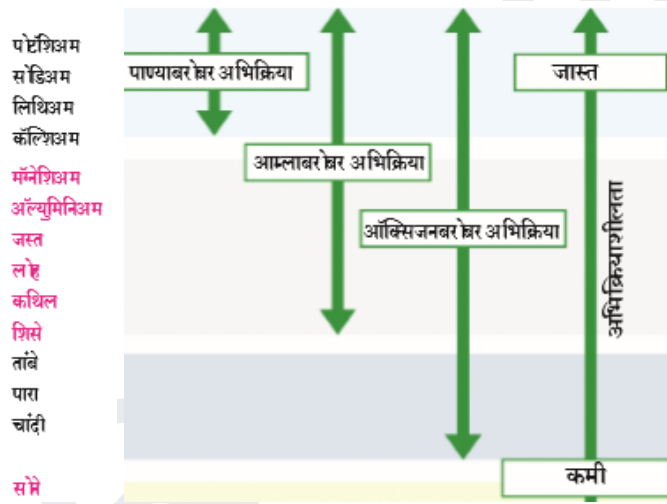 पोटॅशिअम
सोडिअम
लिथिअम
कॅल्शिअम
मॅग्नेशिअम
अॅल्युमिनिअम
जस्त
लोह
कथिल
शिसे
तांबे
पारा
चांदी
सोने
पाण्याबरोबर अभिक्रिया
आम्लाबरोबर अभिक्रिया
ऑक्सिजनबरोबर अभिक्रिया
जास्त
अभिक्रियाशीलता
कमी